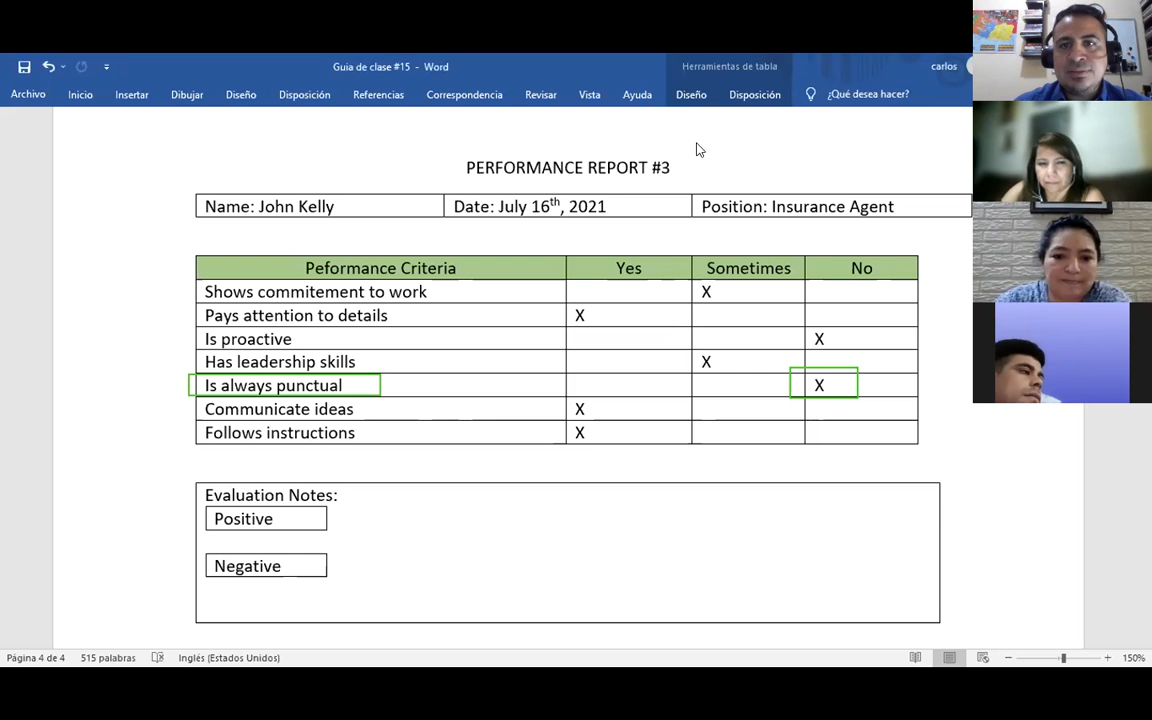 Guia de clase #15 - Word
Herramientas de tabla
carlos
Archivo Inicio Insertar Dibujar Diseño Disposición Referencias Correspondencia Revisar Vista Ayuda Diseño Disposición ¿Qué desea hacer?
PERFORMANCE REPORT #3
Name: John Kelly Date: July 16th, 2021 Position: Insurance Agent
Peformance Criteria Yes Sometimes No
Shows commitement to work X
Pays attention to details X
Is proactive X
Has leadership skills X
Is always punctual X
Communicate ideas X
Follows instructions X
Evaluation Notes:
Positive
Negative
Página 4 de 4 515 palabras Inglés (Estados Unidos) 150%